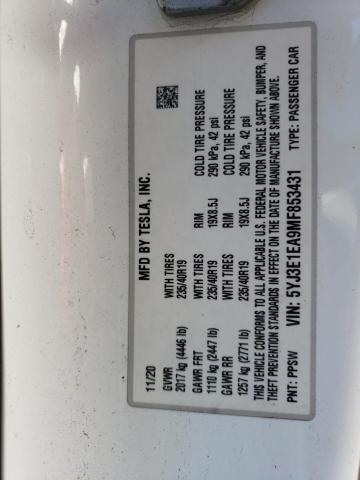 MFD BY TESLA, INC.
11/20
GVWR WITH TIRES RIM COLD TIRE PRESSURE
2017 kg (4446 lb) 235/40R19 19X8.5J 290 kPa, 42 psi
GAWR FRT WITH TIRES RIM COLD TIRE PRESSURE
1110 kg (2447 lb) 235/40R19 19X8.5J 290 kPa, 42 psi
GAWR RR
1257 kg (2771 lb)
THIS VEHICLE CONFORMS TO ALL APPLICABLE U.S. FEDERAL MOTOR VEHICLE SAFETY, BUMPER, AND
THEFT PREVENTION STANDARDS IN EFFECT ON THE DATE OF MANUFACTURE SHOWN ABOVE.
PNT: PPSW VIN: 5YJ3E1EA9MF853431 TYPE: PASSENGER CAR